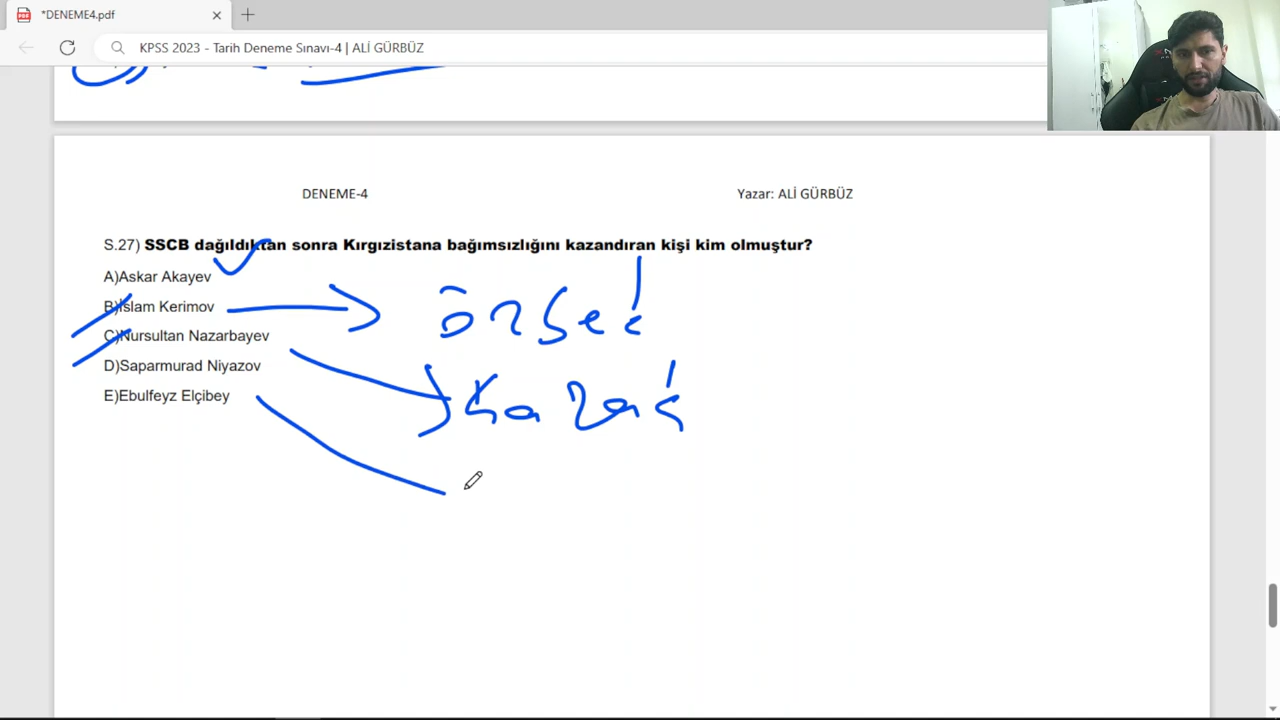 *DENEME4.pdf
KPSS 2023 - Tarih Deneme Sınavı-4 | ALİ GÜRBÜZ
DENEME-4
Yazar: ALİ GÜRBÜZ
S.27) SSCB dağıldıktan sonra Kırgızistana bağımsızlığını kazandıran kişi kim olmuştur?
A)Askar Akayev
B)İslam Kerimov
Özbek
C)Nursultan Nazarbayev
D)Saparmurad Niyazov
E)Ebulfeyz Elçibey
Kazak